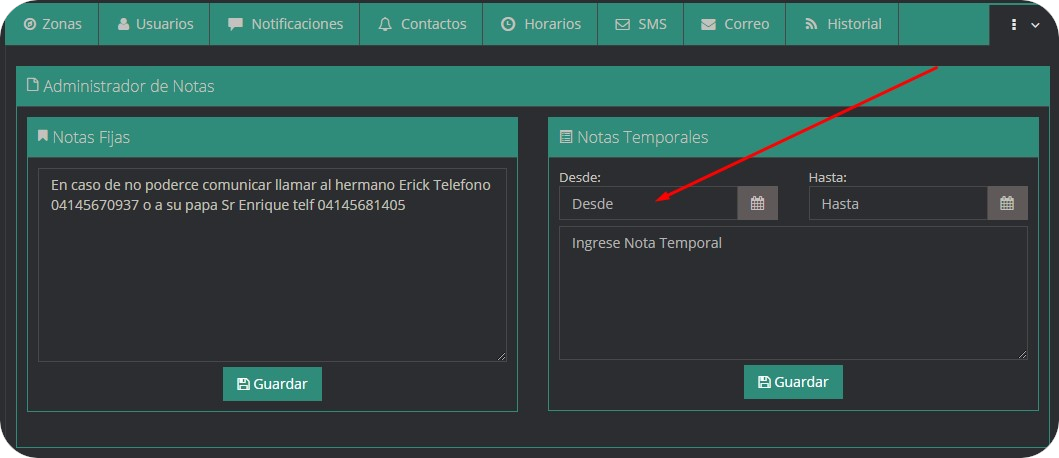 Zonas
Usuarios
Notificaciones
Contactos
Horarios
SMS
Correo
Historial
Administrador de Notas
Notas Fijas
En caso de no poderce comunicar llamar al hermano Erick Telefono
04145670937 o a su papa Sr Enrique telf 04145681405
Guardar
Notas Temporales
Desde:
Hasta:
Desde
Hasta
Ingrese Nota Temporal
Guardar